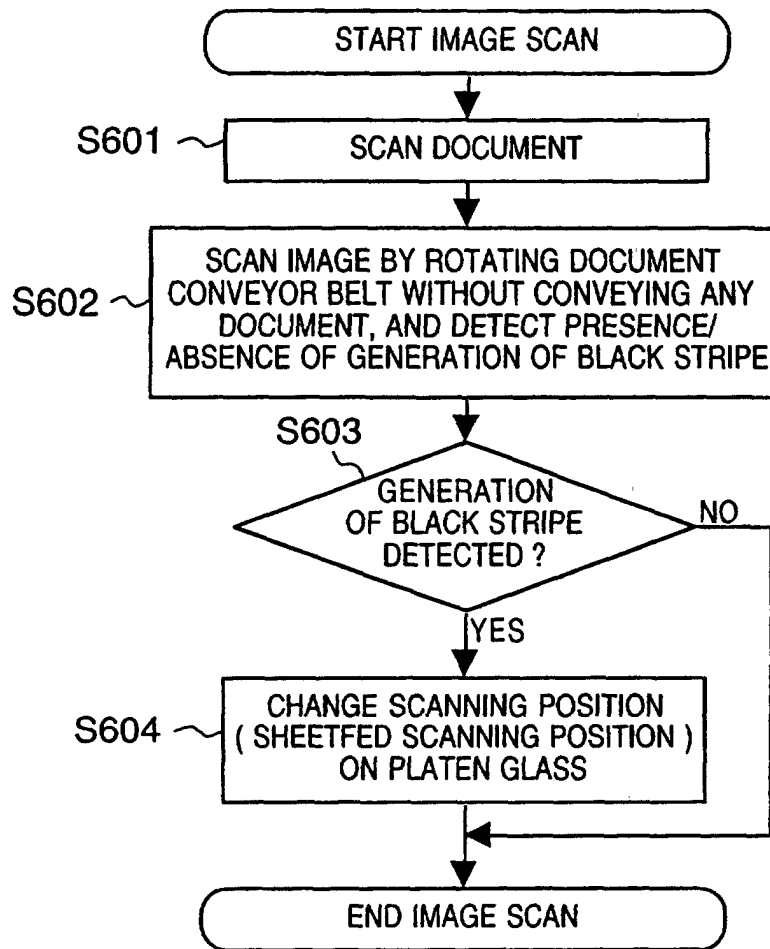 START IMAGE SCAN
S601
SCAN DOCUMENT
S602
SCAN IMAGE BY ROTATING DOCUMENT
CONVEYOR BELT WITHOUT CONVEYING ANY
DOCUMENT, AND DETECT PRESENCE/
ABSENCE OF GENERATION OF BLACK STRIPE
S603
GENERATION
OF BLACK STRIPE
DETECTED ?
NO
YES
S604
CHANGE SCANNING POSITION
( SHEETFED SCANNING POSITION )
ON PLATEN GLASS
END IMAGE SCAN